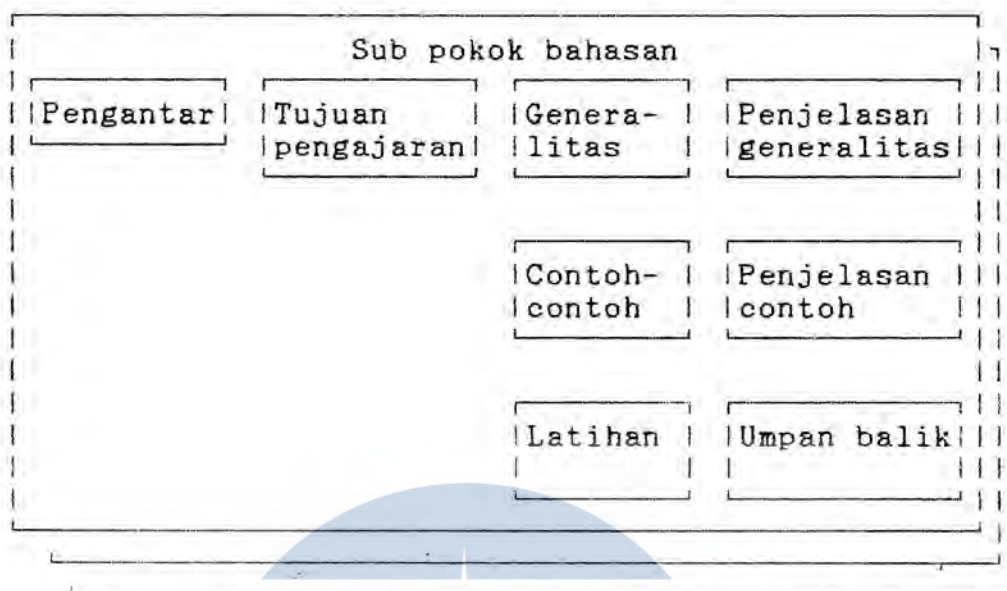 Sub pokok bahasan
Pengantar
Tujuan
pengajaran
Genera-
litas
Penjelasan
generalitas
Contoh-
contoh
Penjelasan
contoh
Latihan
Umpan balik